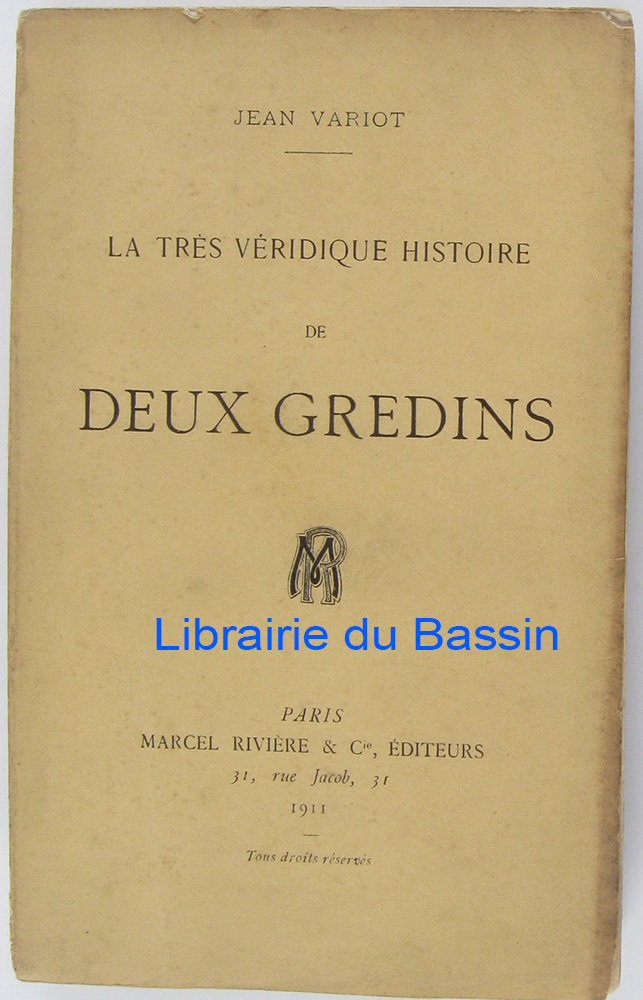 JEAN VARIOT
LA TRÈS VÉRIDIQUE HISTOIRE
DE
DEUX GREDINS
MR
Librairie du Bassin
PARIS
MARCEL RIVIÈRE & Cie, ÉDITEURS
31, rue Jacob, 31
1911
Tous droits réservés